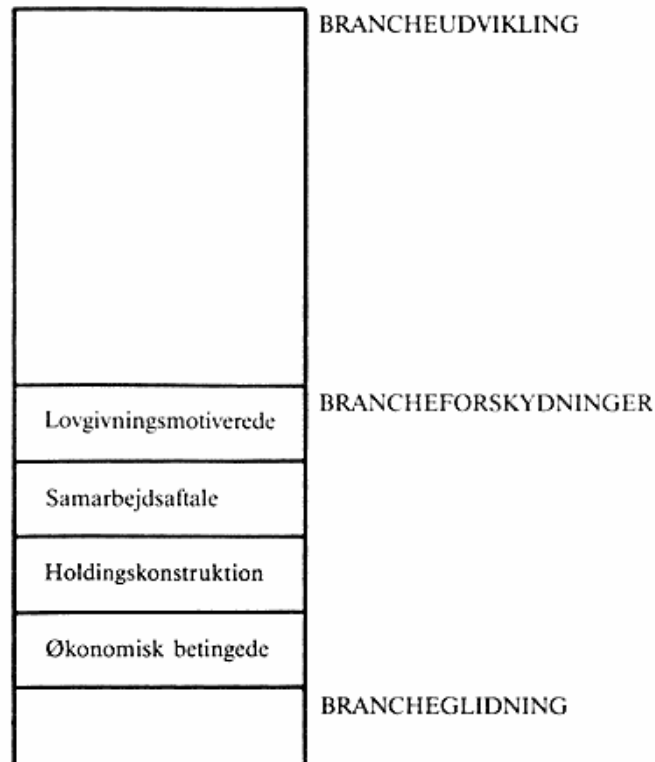 BRANCHEUDVIKLING
BRANCHEFORSKYDNINGER
Lovgivningsmotiverede
Samarbejdsaftale
Holdingskonstruktion
Økonomisk betingede
BRANCHEGLIDNING